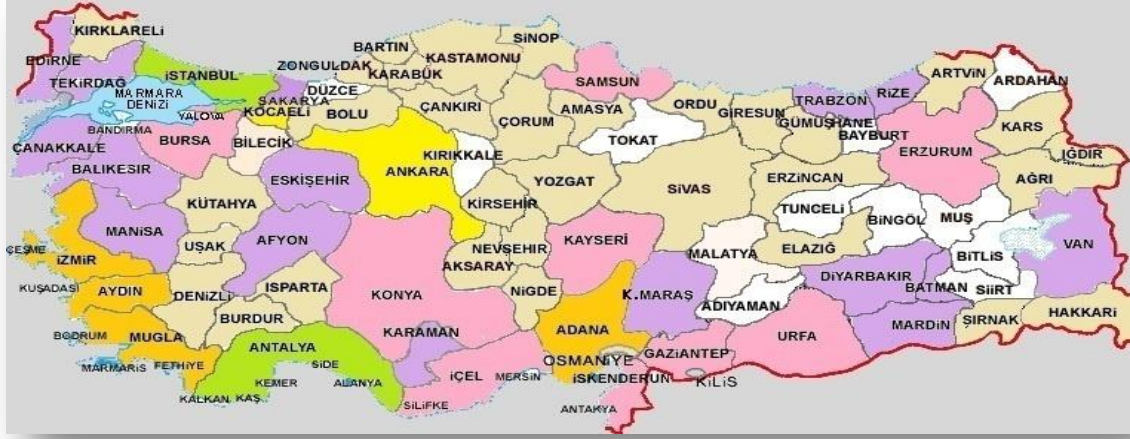 KIRKLARELİ
EDİRNE
TEKİRDAĞ
İSTANBUL
MARMARA
DENİZİ
YALOVA
KOCAELİ
SAKARYA
ZONGULDAK
DÜZCE
BARTIN
KARABÜK
KASTAMONU
SİNOP
SAMSUN
BOLU
ÇANKIRI
ÇORUM
AMASYA
ORDU
GİRESUN
TRABZON
RİZE
ARTVİN
ARDAHAN
GÜMÜŞHANE
BAYBURT
KARS
IĞDIR
BANDIRMA
ÇANAKKALE
BURSA
BİLECİK
BALIKESIR
ESKİŞEHİR
ANKARA
KIRIKKALE
TOKAT
YOZGAT
SİVAS
ERZİNCAN
ERZURUM
AĞRI
KÜTAHYA
KIRSEHİR
MANİSA
UŞAK
AFYON
NEVŞEHIR
AKSARAY
KAYSERİ
MALATYA
ELAZIĞ
TUNCELİ
BİNGÖL
MUŞ
BİTLİS
VAN
ÇEŞME
İZMİR
KUŞADASI
AYDIN
DENİZLİ
ISPARTA
BURDUR
KONYA
NİGDE
K.MARAŞ
ADIYAMAN
DİYARBAKIR
BATMAN
SİİRT
MARDİN
ŞIRNAK
HAKKARİ
BODRUM
MUGLA
MARMARİS
FETHİYE
ANTALYA
SİDE
KEMER
ALANYA
KALKAN
KAŞ
KARAMAN
İÇEL
MERSİN
SİLİFKE
ADANA
OSMANİYE
GAZİANTEP
URFA
İSKENDERUN
KİLİS
ANTAKYA